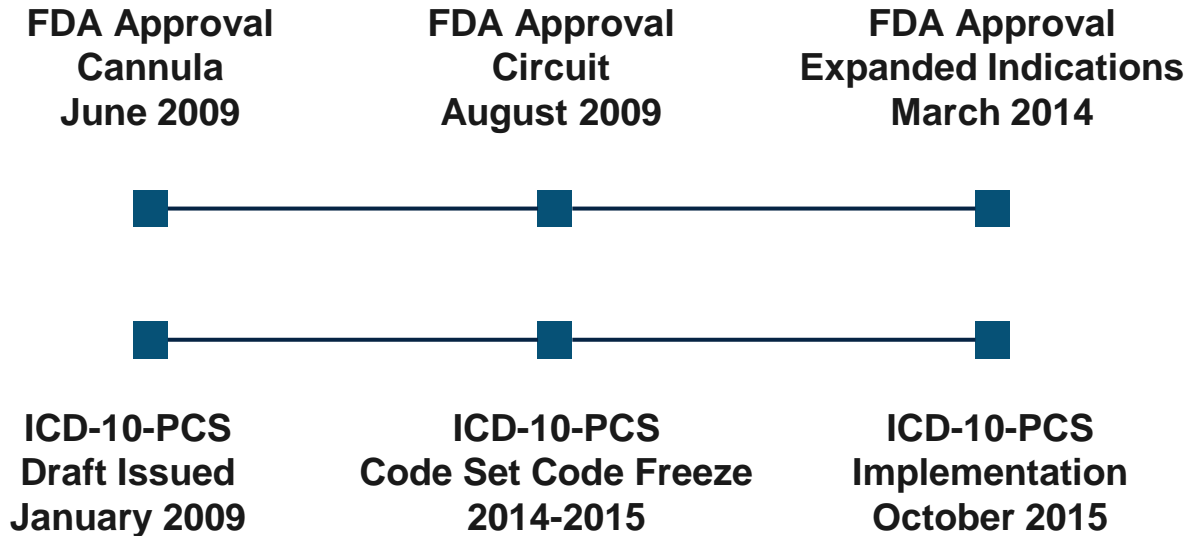 FDA Approval
Cannula
June 2009
FDA Approval
Circuit
August 2009
FDA Approval
Expanded Indications
March 2014
ICD-10-PCS
Draft Issued
January 2009
ICD-10-PCS
Code Set Code Freeze
2014-2015
ICD-10-PCS
Implementation
October 2015